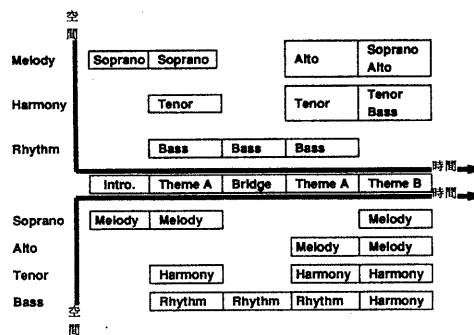 空
間
Melody Soprano Soprano Alto Soprano Alto
Harmony Tenor Tenor Tenor Bass
Rhythm Bass Bass Bass
時間
Intro. Theme A Bridge Theme A Theme B
時間
Soprano Melody Melody Melody
Alto Melody Melody
Tenor Harmony Harmony Harmony
Bass Rhythm Rhythm Rhythm Harmony
空
間